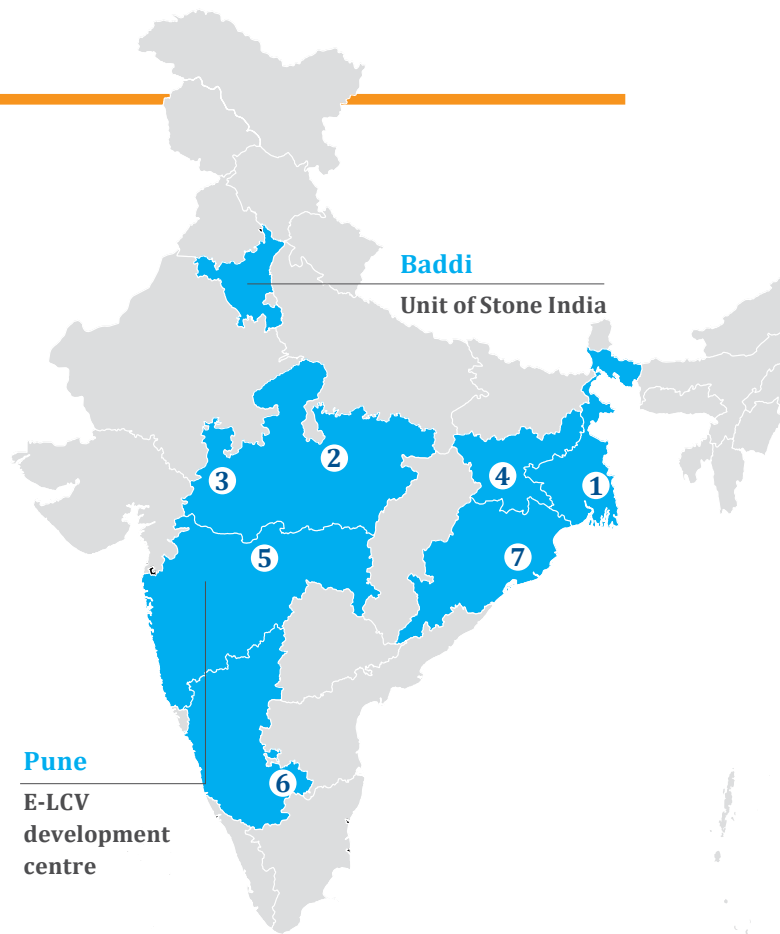 Baddi
Unit of Stone India
2
3
4
1
5
7
Pune
6
E-LCV
development
centre